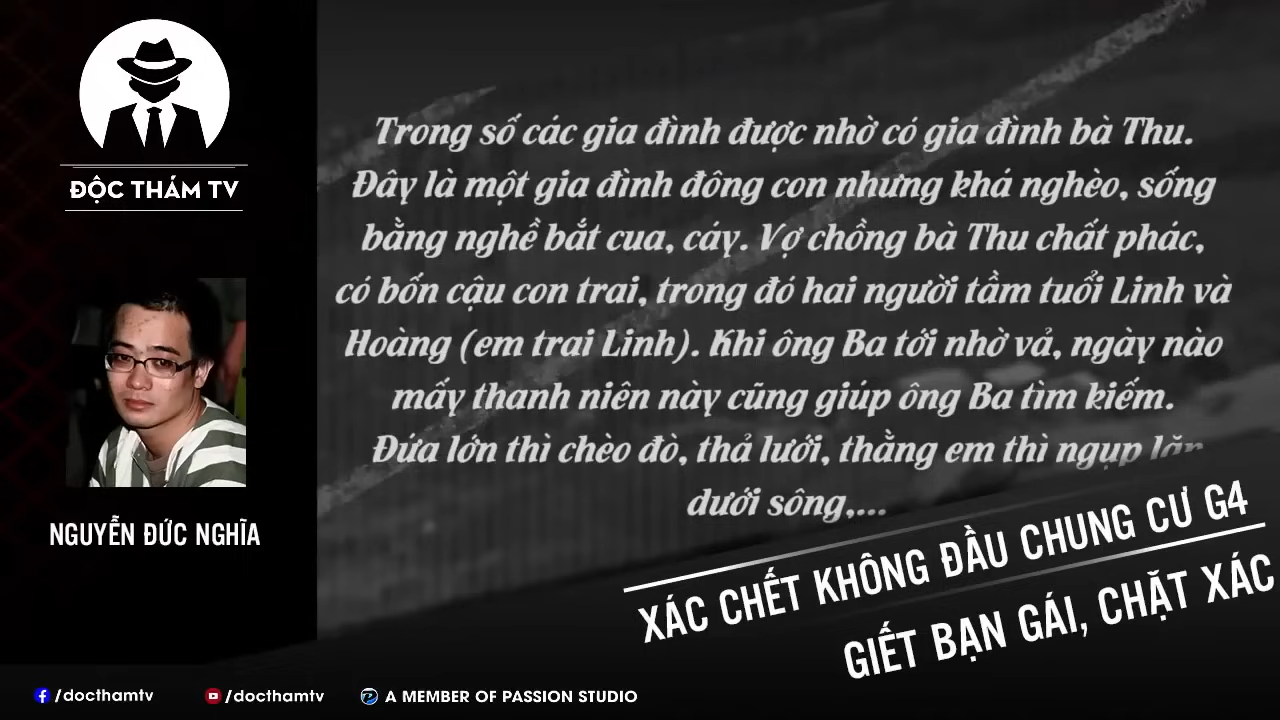 ĐỘC THÁM TV
NGUYỄN ĐỨC NGHĨA
Trong số các gia đình được nhờ có gia đình bà Thu.
Đây là một gia đình đông con nhưng khá nghèo, sống
bằng nghề bắt cua, cáy. Vợ chồng bà Thu chất phác,
có bốn cậu con trai, trong đó hai người tầm tuổi Linh và
Hoàng (em trai Linh). Khi ông Ba tới nhờ vả, ngày nào
mấy thanh niên này cũng giúp ông Ba tìm kiếm.
Đứa lớn thì chèo đò, thả lưới, thằng em thì ngụp
dưới sông,...
XÁC CHẾT KHÔNG ĐẦU CHUNG CƯ G4
GIẾT BẠN GÁI, CHẶT XÁC
/docthamtv
/docthamtv
A MEMBER OF PASSION STUDIO